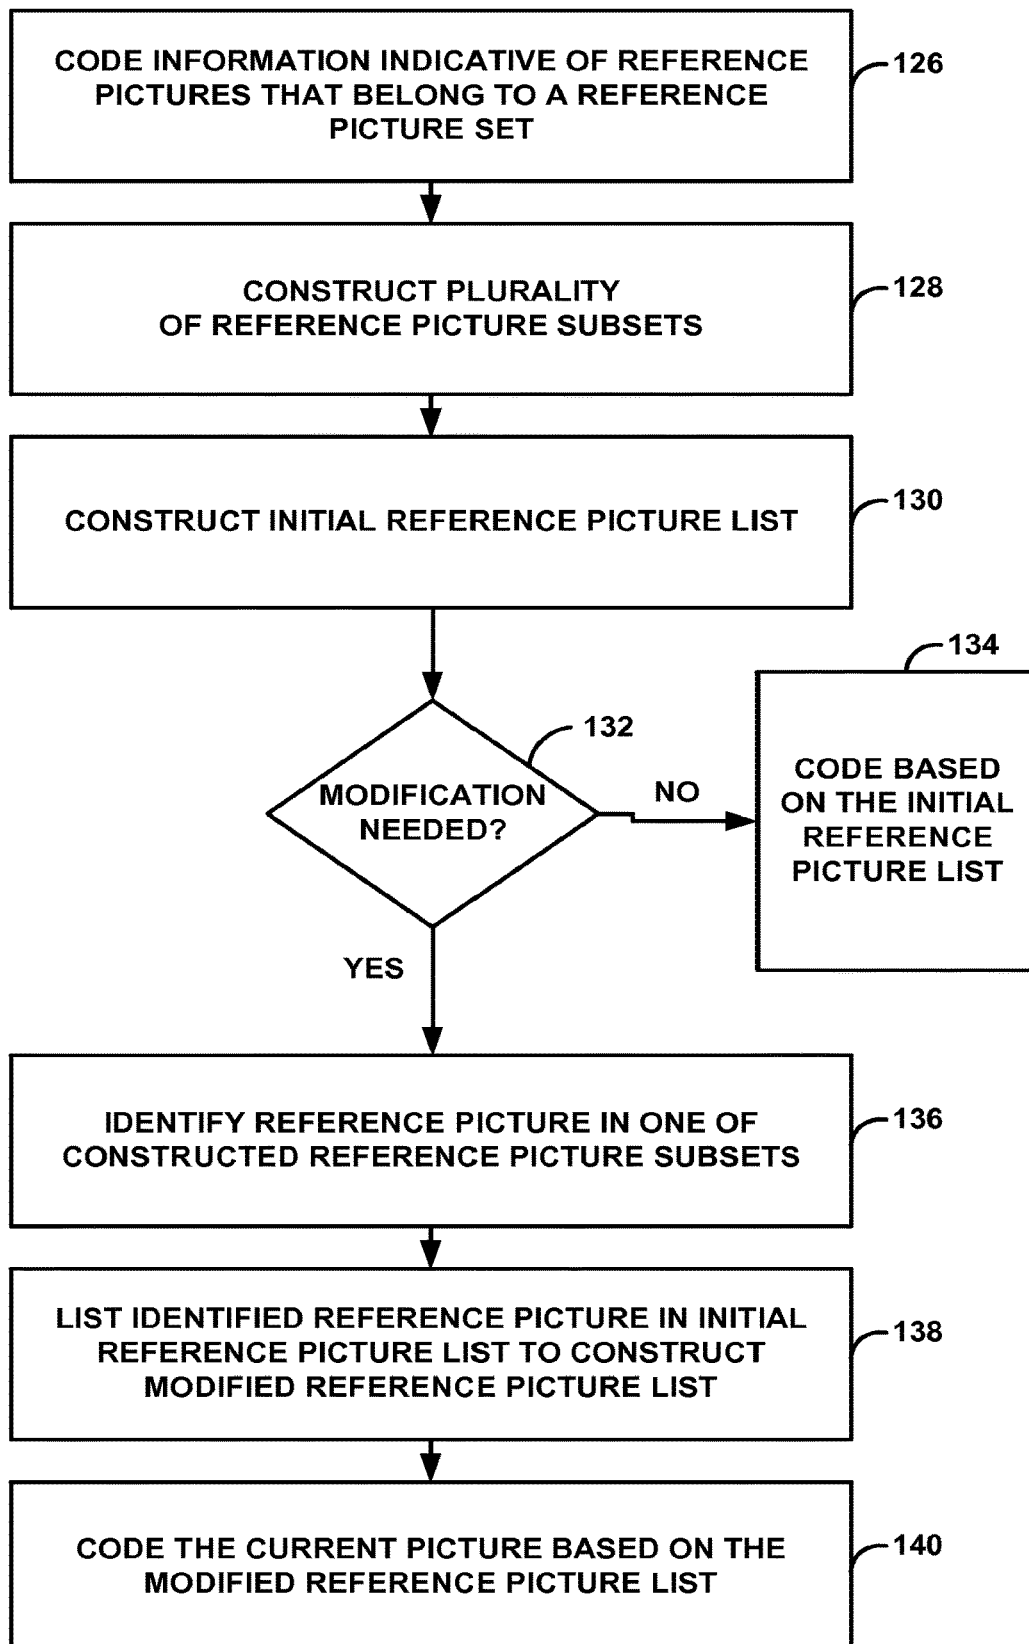 CODE INFORMATION INDICATIVE OF REFERENCE
PICTURES THAT BELONG TO A REFERENCE
PICTURE SET
126
CONSTRUCT PLURALITY
OF REFERENCE PICTURE SUBSETS
128
CONSTRUCT INITIAL REFERENCE PICTURE LIST
130
MODIFICATION
NEEDED?
132
NO
134
CODE BASED
ON THE INITIAL
REFERENCE
PICTURE LIST
YES
IDENTIFY REFERENCE PICTURE IN ONE OF
CONSTRUCTED REFERENCE PICTURE SUBSETS
136
LIST IDENTIFIED REFERENCE PICTURE IN INITIAL
REFERENCE PICTURE LIST TO CONSTRUCT
MODIFIED REFERENCE PICTURE LIST
138
CODE THE CURRENT PICTURE BASED ON THE
MODIFIED REFERENCE PICTURE LIST
140